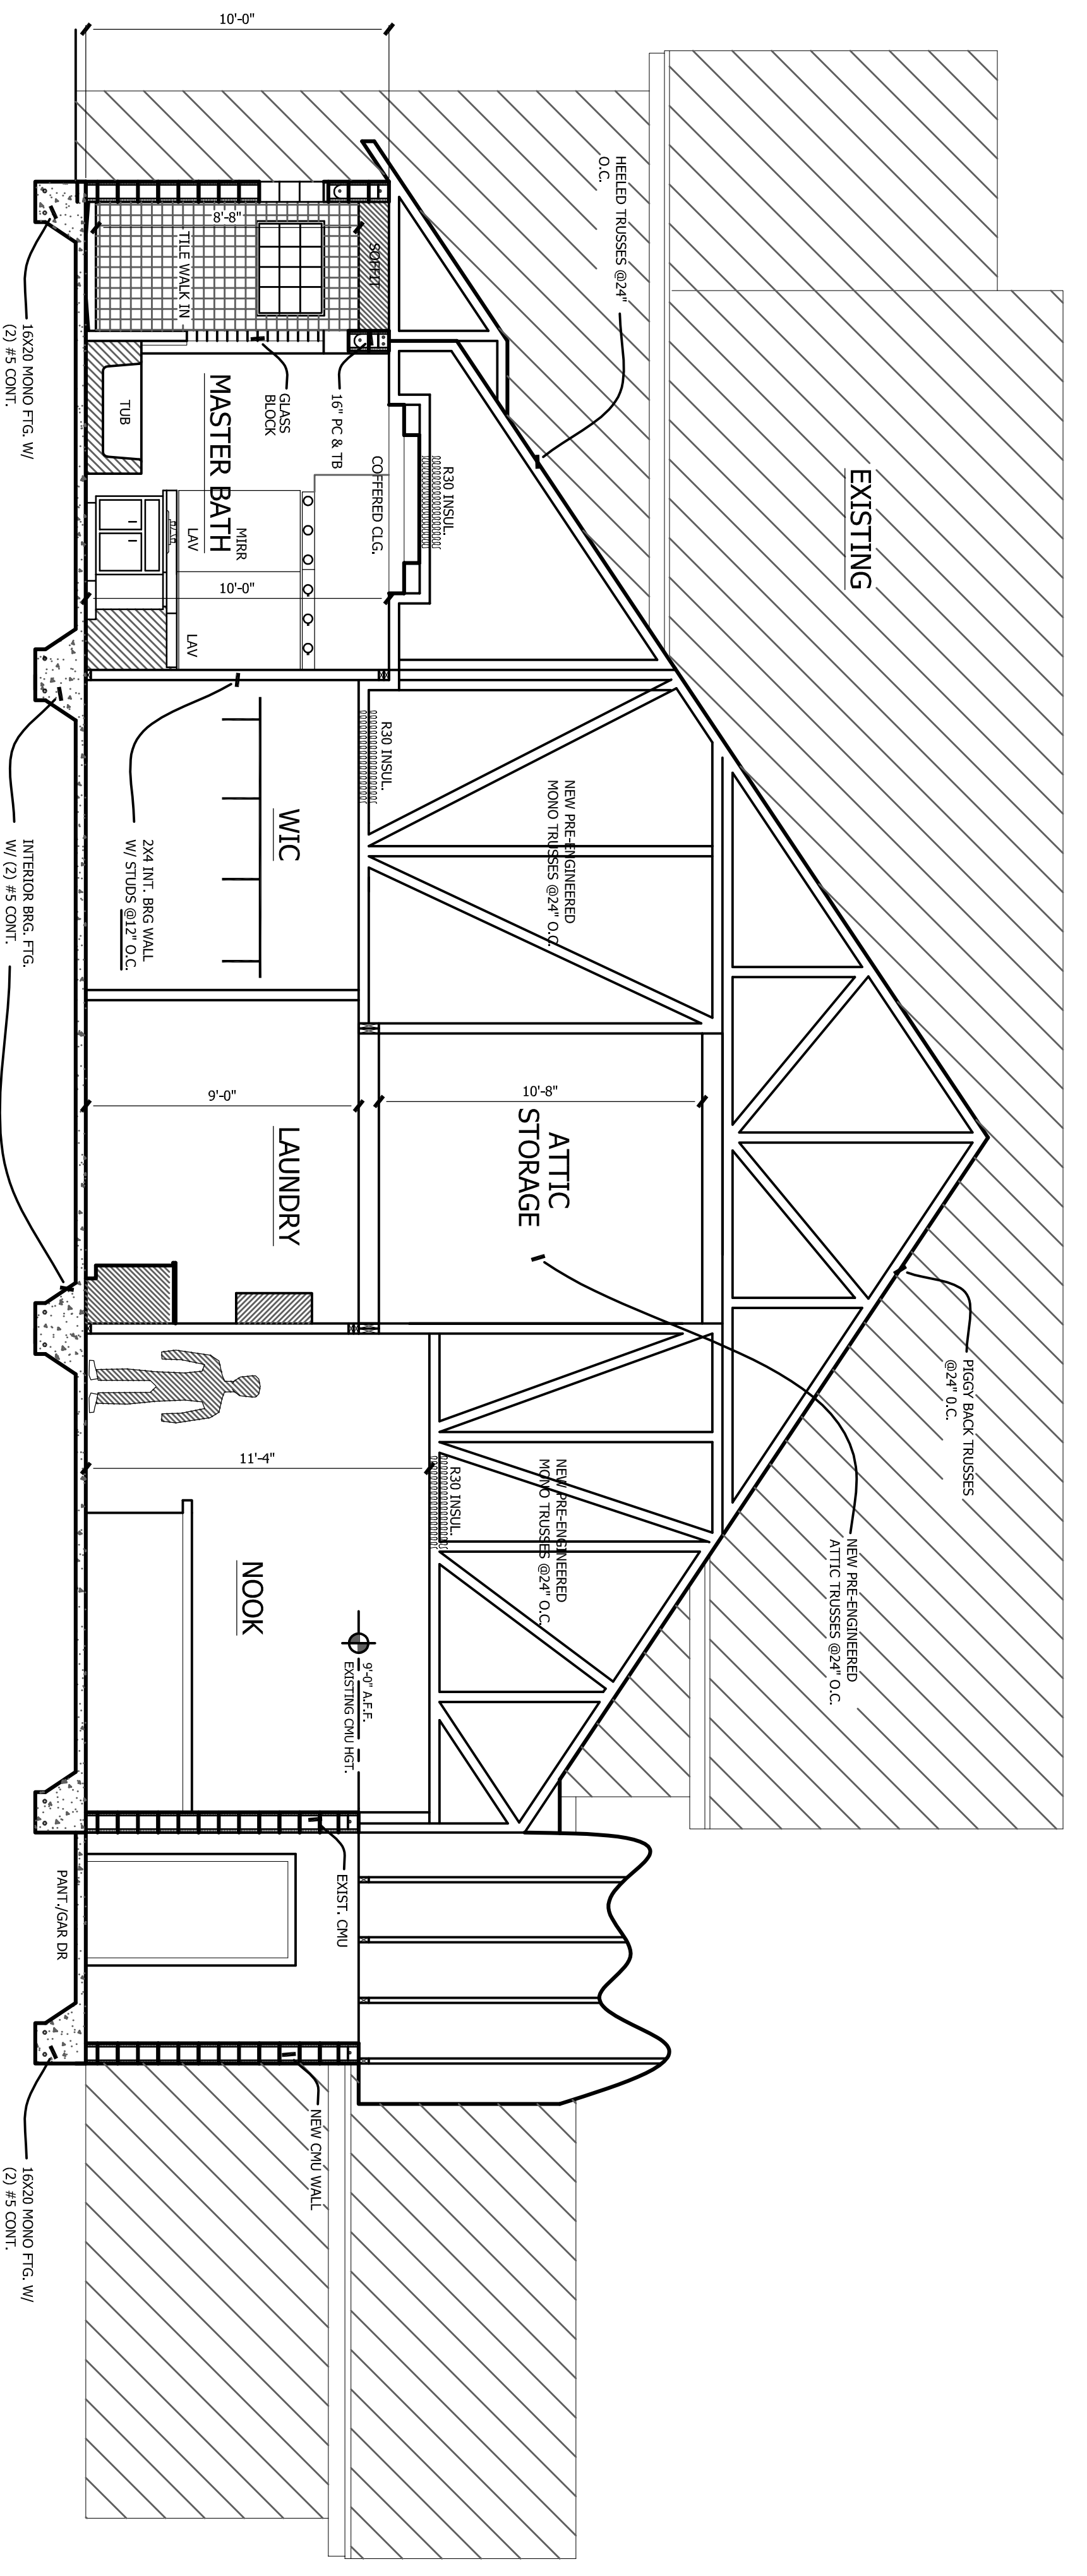 EXISTING
PIGGY BACK TRUSSES
@24" O.C.
NEW PRE-ENGINEERED
ATTIC TRUSSES @24" O.C.
HEELED TRUSSES @24"
O.C.
NEW PRE-ENGINEERED
MONO TRUSSES @24" O.C.
ATTIC
STORAGE
10'-8"
NEW PRE-ENGINEERED
MONO TRUSSES @24" O.C.
R30 INSUL.
R30 INSUL.
R30 INSUL.
10'-0"
SOFFIT
8'-8"
TILE WALK IN
COFFERED CLG.
16" PC & TB
GLASS
BLOCK
MASTER BATH
MIRR
LAV
LAV
TUB
10'-0"
WIC
2X4 INT. BRG WALL
W/ STUDS @12" O.C.
LAUNDRY
9'-0"
11'-4"
NOOK
9'-0" A.F.F.
EXISTING CMU HGT.
EXIST. CMU
NEW CMU WALL
PANT./GAR DR
16X20 MONO FTG. W/
(2) #5 CONT.
INTERIOR BRG. FTG.
W/ (2) #5 CONT.
16X20 MONO FTG. W/
(2) #5 CONT.